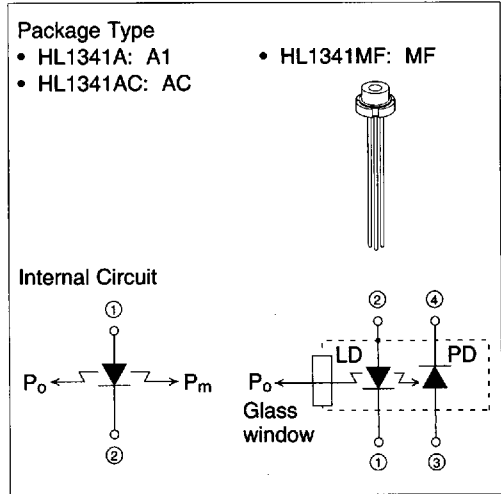 Package Type
• HL1341A: A1
• HL1341AC: AC
• HL1341MF: MF
Internal Circuit
①
Po
Pm
②
②
④
LD
PD
Po
Glass
window
①
③